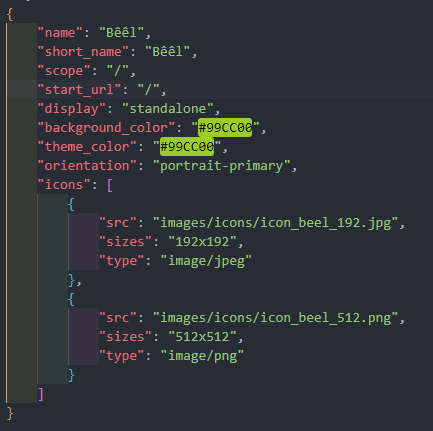 {
"name": "Bêêl",
"short_name": "Bêêl",
"scope": "/",
"start_url": "/",
"display": "standalone",
"background_color": "#99CC00",
"theme_color": "#99CC00",
"orientation": "portrait-primary",
"icons": [
{
"src": "images/icons/icon_beel_192.jpg",
"sizes": "192x192",
"type": "image/jpeg"
},
{
"src": "images/icons/icon_beel_512.png",
"sizes": "512x512",
"type": "image/png"
}
]
}